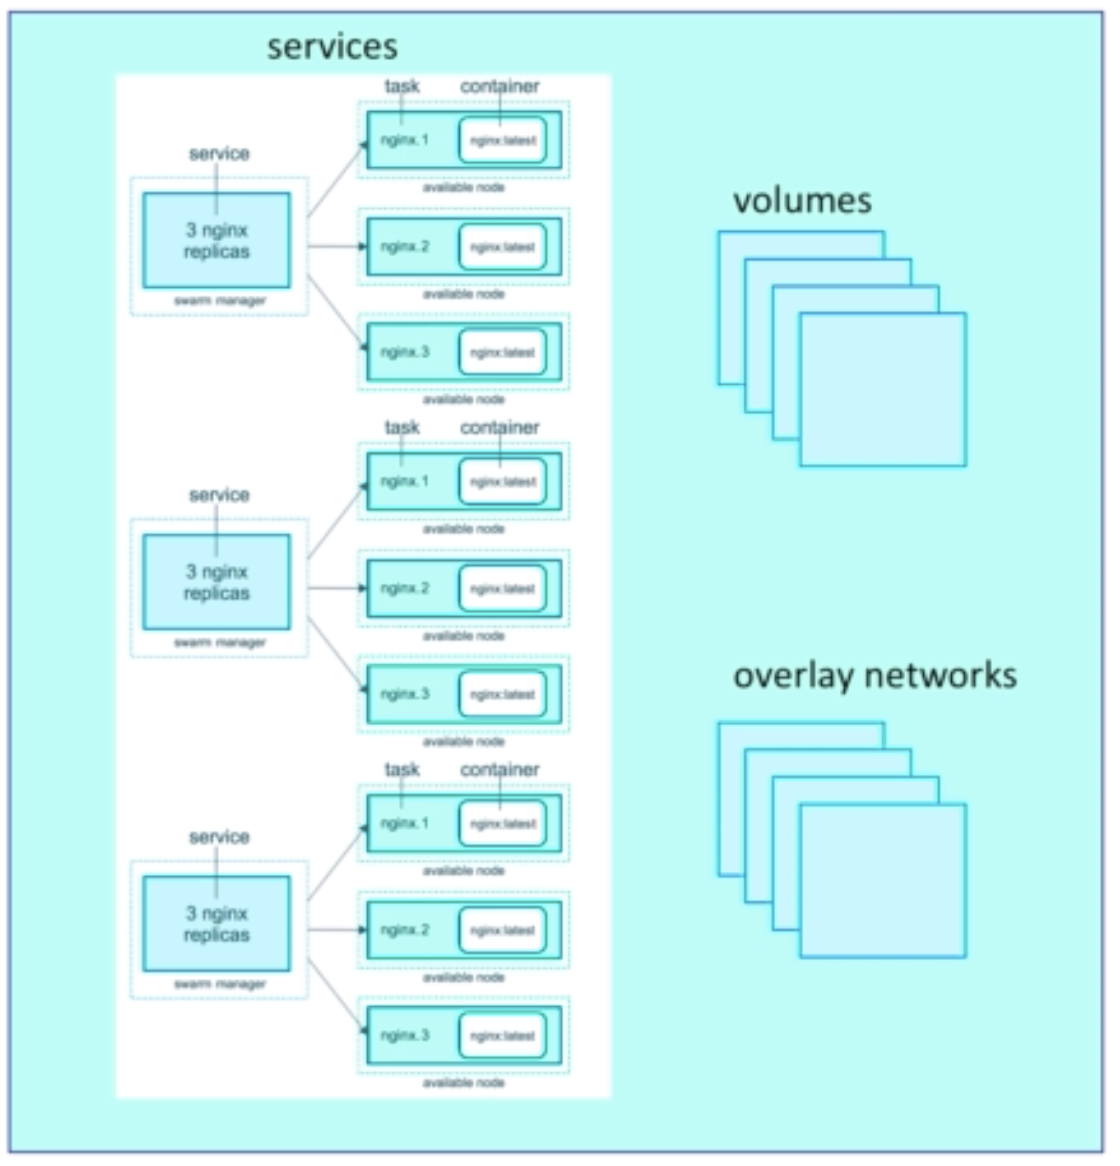 services
task container
nginx.1 nginx:latest
available node
service
3 nginx
replicas
swarm manager
nginx.2 nginx:latest
available node
nginx.3 nginx:latest
available node
task container
nginx.1 nginx:latest
available node
service
3 nginx
replicas
swarm manager
nginx.2 nginx:latest
available node
nginx.3 nginx:latest
available node
task container
nginx.1 nginx:latest
available node
service
3 nginx
replicas
swarm manager
nginx.2 nginx:latest
available node
nginx.3 nginx:latest
available node
volumes
overlay networks